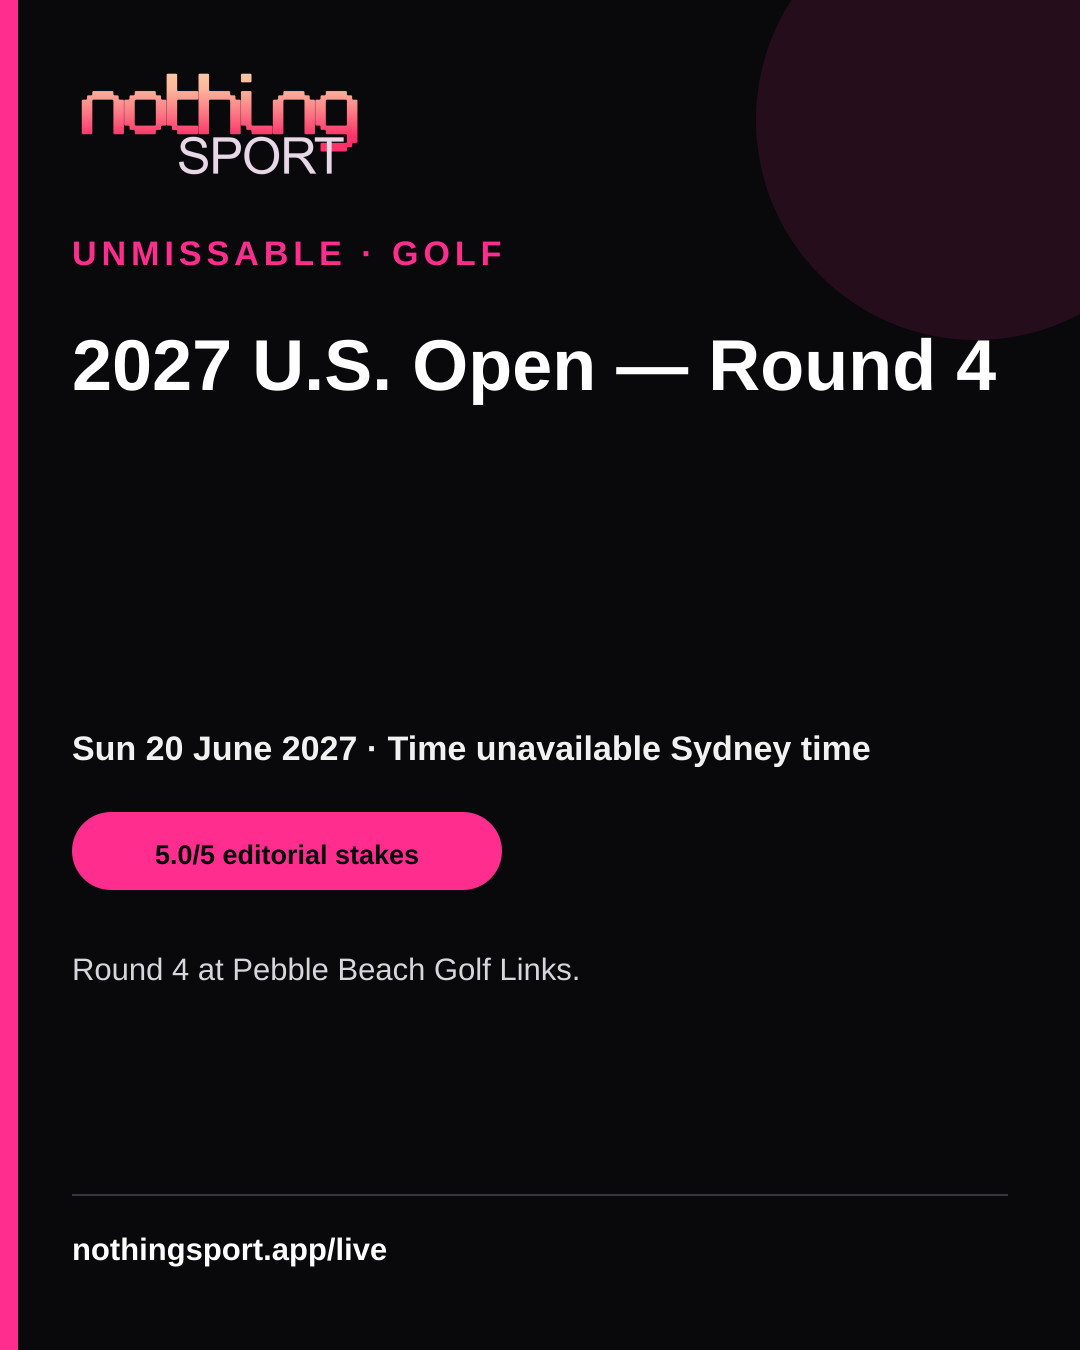 nothing
SPORT
UNMISSABLE · GOLF
2027 U.S. Open — Round 4
Sun 20 June 2027 · Time unavailable Sydney time
5.0/5 editorial stakes
Round 4 at Pebble Beach Golf Links.
nothingsport.app/live